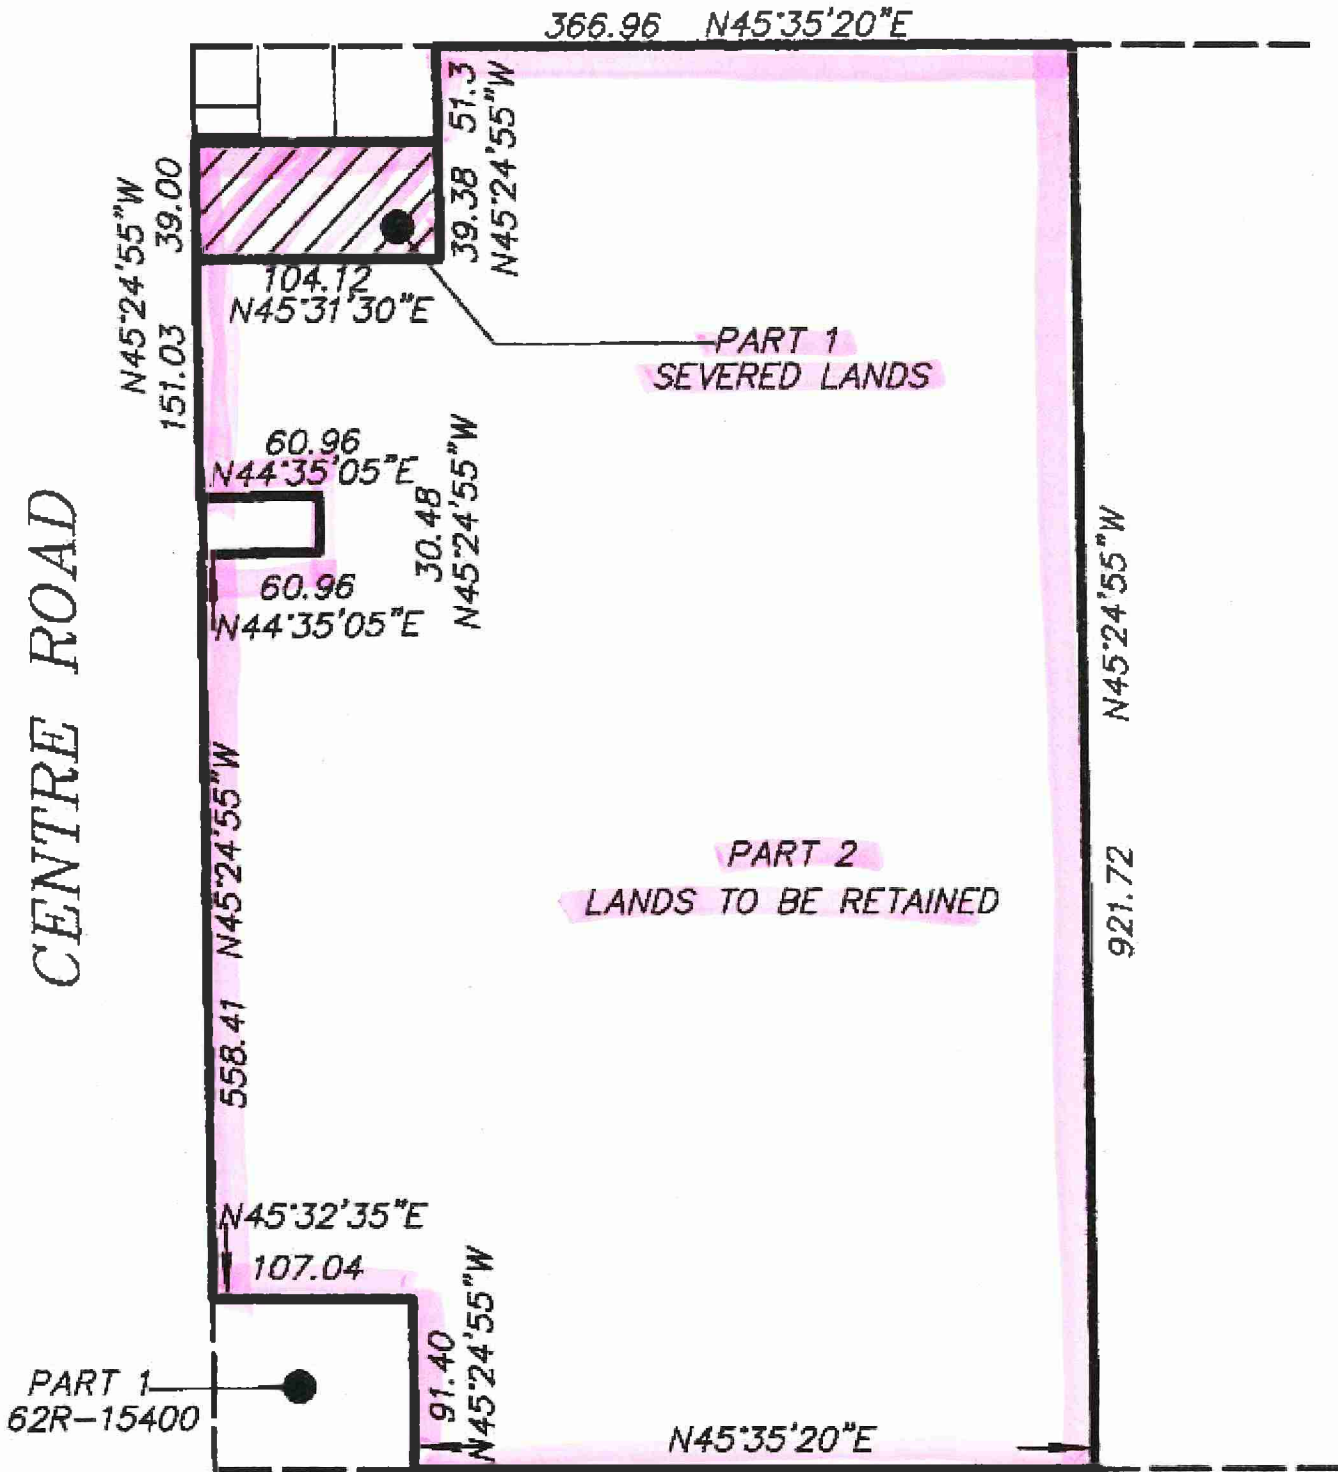 366.96 N45°35'20"E
51.3
N45°24'55"W
39.38
N45°24'55"W
39.00
104.12
N45°31'30"E
151.03
PART 1
SEVERED LANDS
60.96
N44°35'05"E
30.48
N45°24'55"W
60.96
N44°35'05"E
CENTRE ROAD
N45°24'55"W
921.72
N45°24'55"W
558.41
PART 2
LANDS TO BE RETAINED
N45°32'35"E
107.04
91.40
N45°24'55"W
PART 1
62R-15400
N45°35'20"E